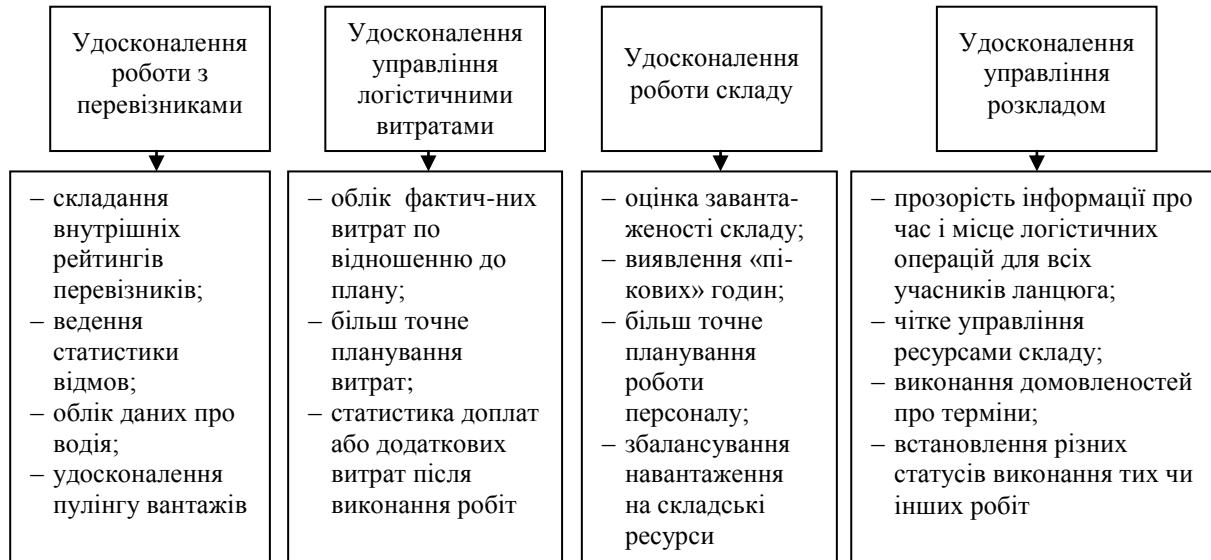 Удосконалення
роботи з
перевізниками
Удосконалення
управління
логістичними
витратами
Удосконалення
роботи складу
Удосконалення
управління
розкладом
– складання
внутрішніх
рейтингів
перевізників;
– ведення
статистики
відмов;
– облік даних про
водія;
– удосконалення
пулінгу вантажів
– облік фактич-них
витрат по
відношенню до
плану;
– більш точне
планування
витрат;
– статистика доплат
або додаткових
витрат після
виконання робіт
– оцінка заванта-
женості складу;
– виявлення «пі-
кових» годин;
– більш точне
планування
роботи
персоналу;
– збалансування
навантаження
на складські
ресурси
– прозорість інформації про
час і місце логістичних
операцій для всіх
учасників ланцюга;
– чітке управління
ресурсами складу;
– виконання домовленостей
про терміни;
– встановлення різних
статусів виконання тих чи
інших робіт